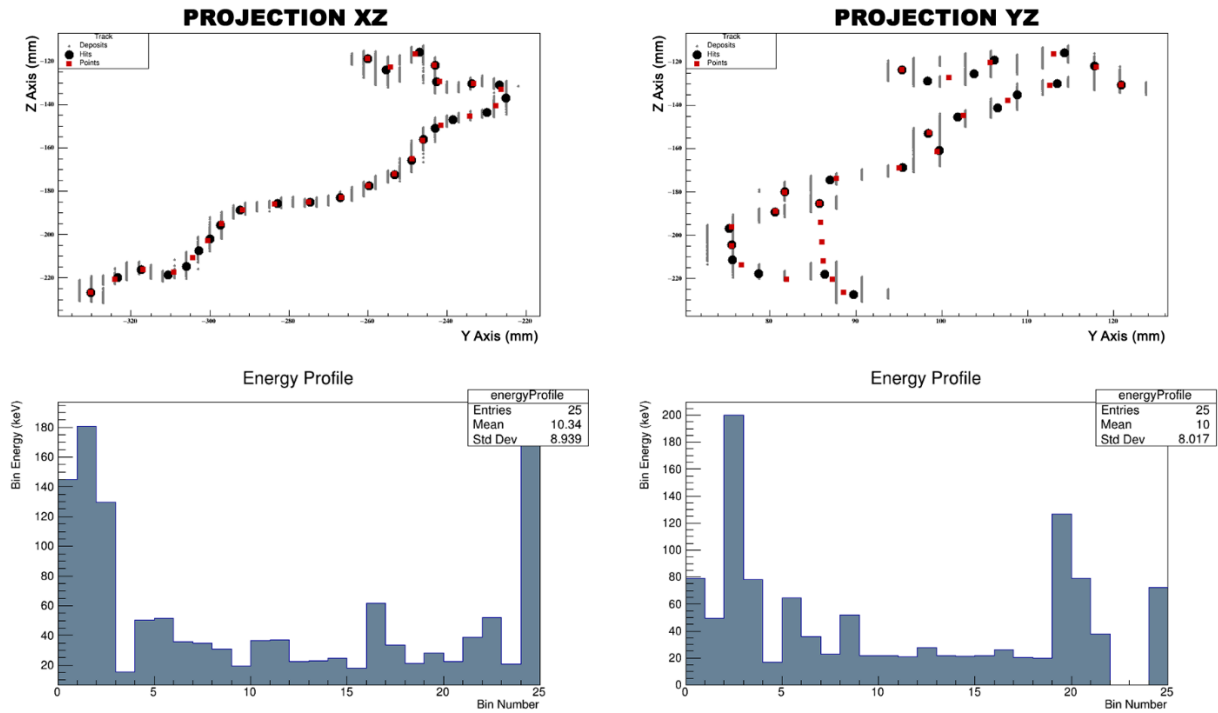 PROJECTION XZ
Track
Deposits
Hits
Points
Z Axis (mm)
-120
-140
-160
-180
-200
-220
-320
-300
-280
-260
-240
-220
Y Axis (mm)
PROJECTION YZ
Track
Deposits
Hits
Points
Z Axis (mm)
-120
-140
-160
-180
-200
-220
80
90
100
110
120
Y Axis (mm)
Energy Profile
energyProfile
Entries 25
Mean 10.34
Std Dev 8.939
Bin Energy (keV)
180
160
140
120
100
80
60
40
20
0 5 10 15 20 25
Bin Number
Energy Profile
energyProfile
Entries 25
Mean 10
Std Dev 8.017
Bin Energy (keV)
200
180
160
140
120
100
80
60
40
20
0
0 5 10 15 20 25
Bin Number